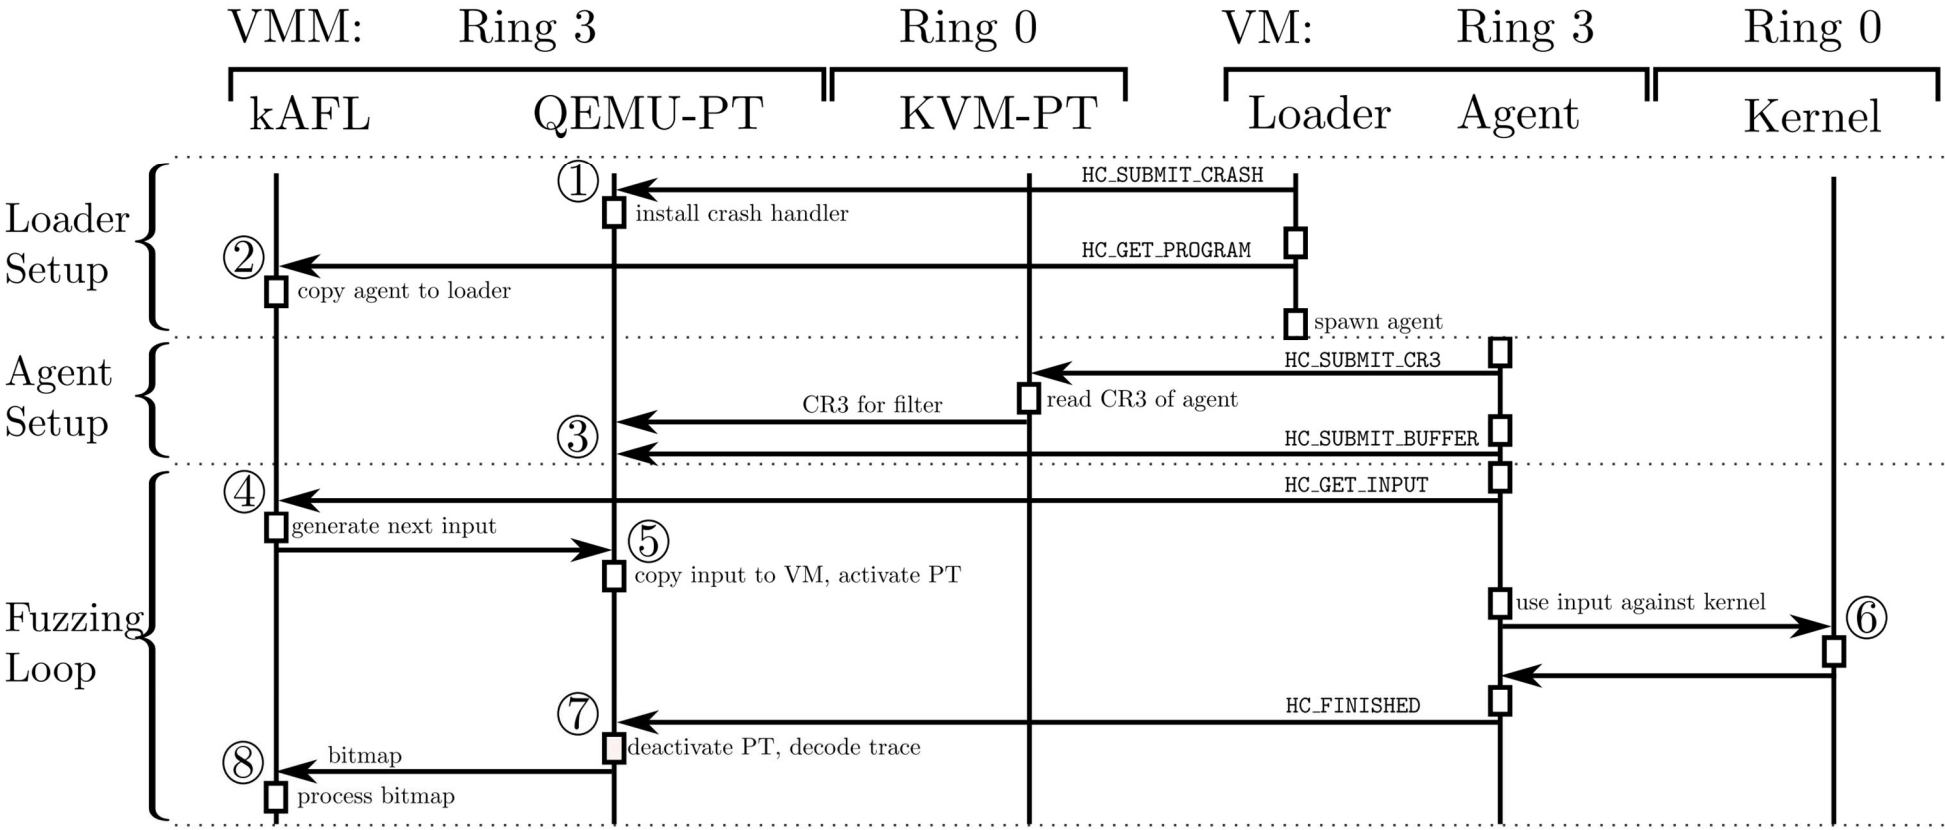 VMM: Ring 3 Ring 0 VM: Ring 3 Ring 0
kAFL QEMU-PT KVM-PT Loader Agent Kernel
Loader
Setup
① HC_SUBMIT_CRASH
install crash handler
② HC_GET_PROGRAM
copy agent to loader
spawn agent
Agent
Setup
HC_SUBMIT_CR3
read CR3 of agent
CR3 for filter
③ HC_SUBMIT_BUFFER
Fuzzing
Loop
④ HC_GET_INPUT
generate next input
⑤
copy input to VM, activate PT
use input against kernel
⑥
⑦ HC_FINISHED
deactivate PT, decode trace
⑧ bitmap
process bitmap